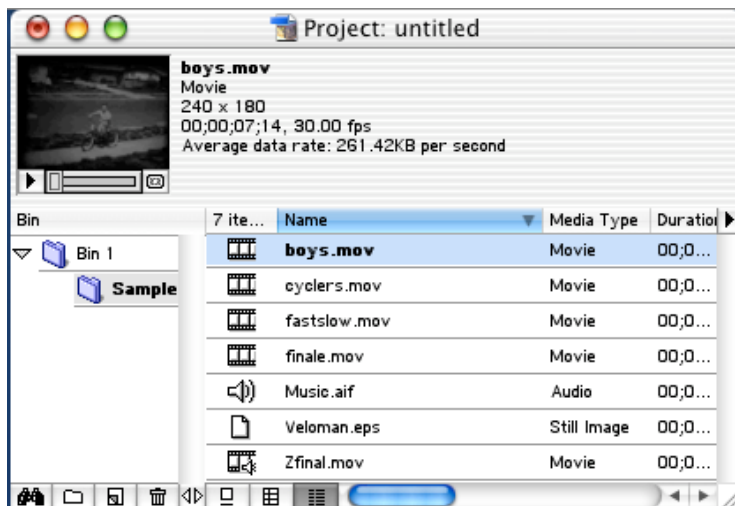 Project: untitled
boys.mov
Movie
240 x 180
00;00;07;14, 30.00 fps
Average data rate: 261.42KB per second
Bin 7 ite... Name Media Type Duration
Bin 1 boys.mov Movie 00;0...
Sample cyclers.mov Movie 00;0...
fastslow.mov Movie 00;0...
finale.mov Movie 00;0...
Music.aif Audio 00;0...
Veloman.eps Still Image 00;0...
Zfinal.mov Movie 00;0...